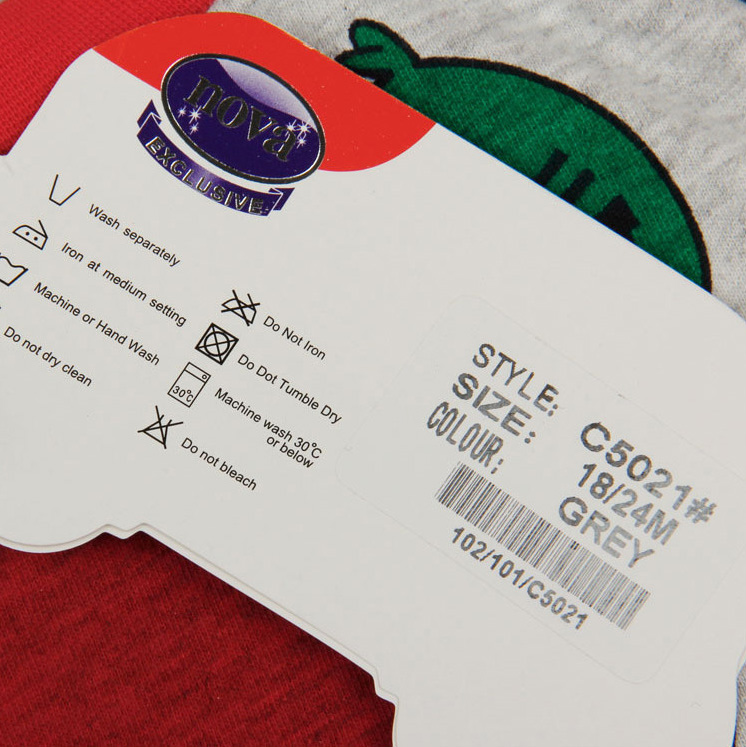 EXCLUSIVE
Wash separately
Iron at medium setting
Machine or Hand Wash
Do not dry clean
Do Not Iron
Do Dot Tumble Dry
30°C
Machine wash 30°C
or below
Do not bleach
STYLE: C5021#
SIZE: 18/24M
COLOUR: GREY
102/101/C5021